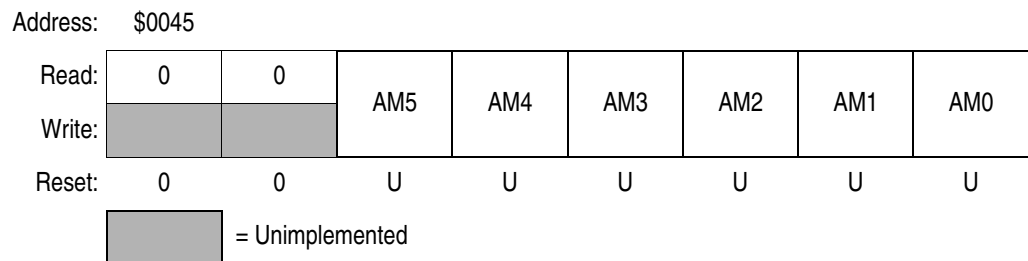 Address: $0045
Read: 0 0 AM5 AM4 AM3 AM2 AM1 AM0
Write:
Reset: 0 0 U U U U U U
= Unimplemented